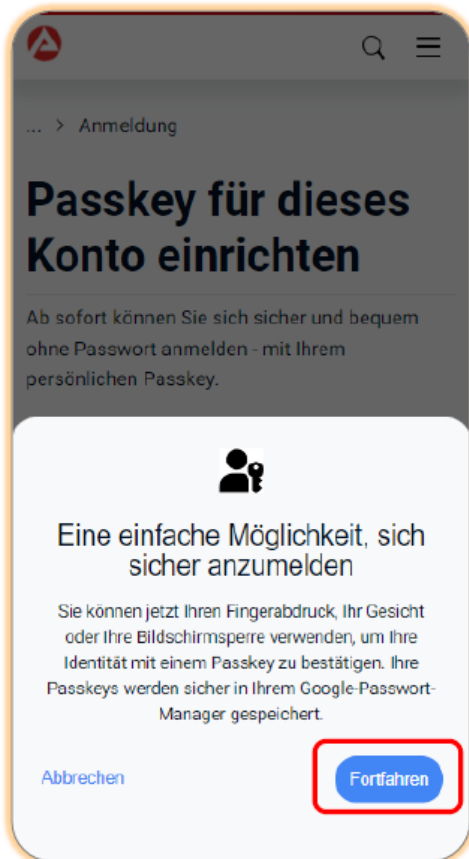 ... > Anmeldung
Passkey für dieses
Konto einrichten
Ab sofort können Sie sich sicher und bequem
ohne Passwort anmelden - mit Ihrem
persönlichen Passkey.
Eine einfache Möglichkeit, sich
sicher anzumelden
Sie können jetzt Ihren Fingerabdruck, Ihr Gesicht
oder Ihre Bildschirmsperre verwenden, um Ihre
Identität mit einem Passkey zu bestätigen. Ihre
Passkeys werden sicher in Ihrem Google-Passwort-
Manager gespeichert.
Abbrechen
Fortfahren